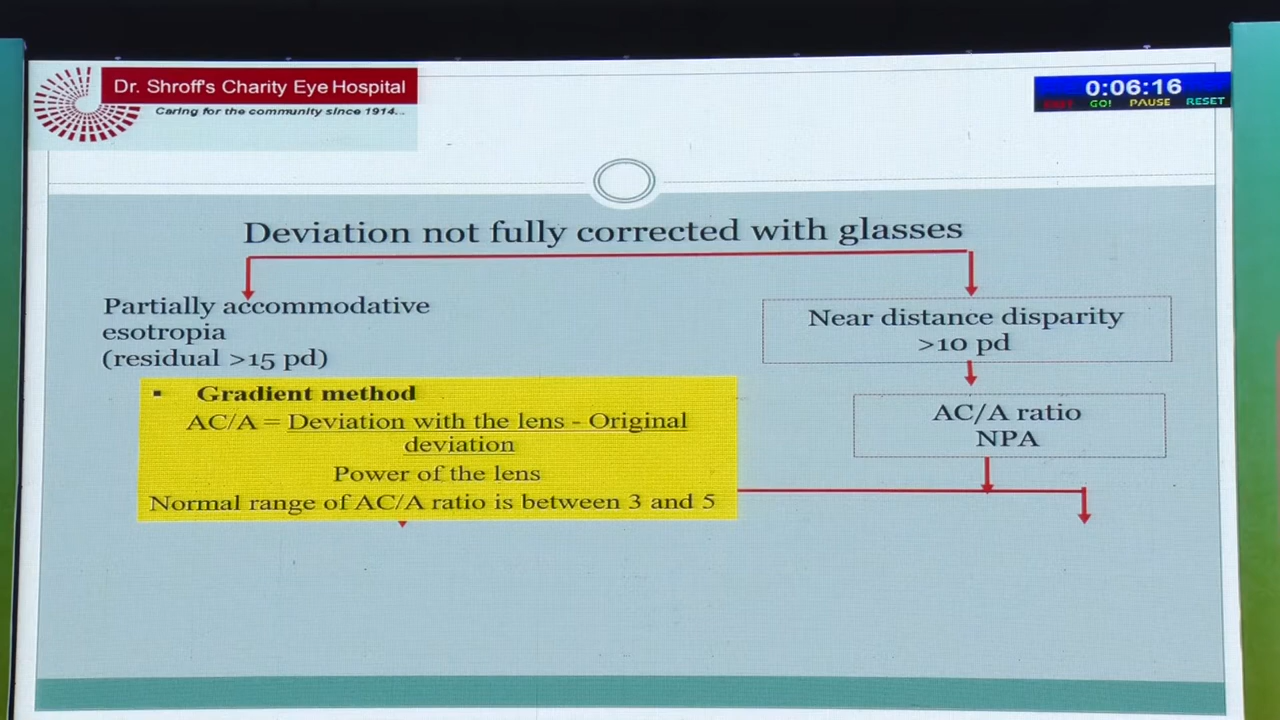 Dr. Shroff's Charity Eye Hospital
Caring for the community since 1914...
0:06:16
GO! PAUSE RESET
Deviation not fully corrected with glasses
Partially accommodative
esotropia
(residual >15 pd)
Near distance disparity
>10 pd
▪ Gradient method
AC/A = Deviation with the lens - Original
deviation
Power of the lens
Normal range of AC/A ratio is between 3 and 5
AC/A ratio
NPA